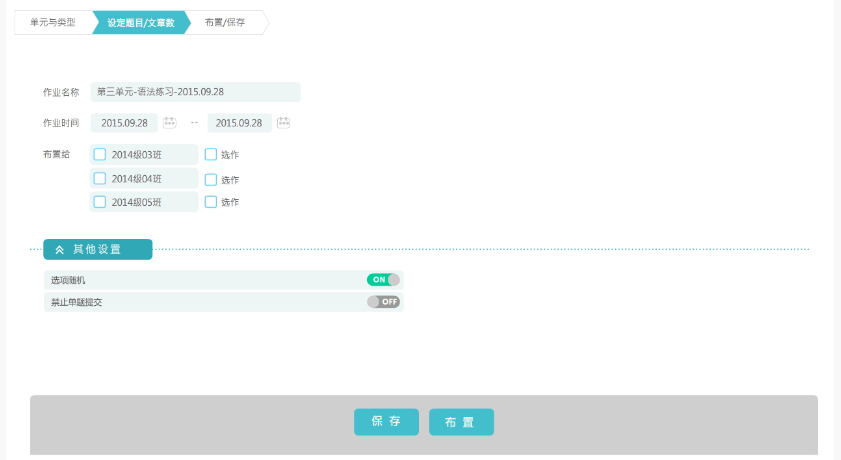 单元与类型 设定题目/文章数 布置/保存
作业名称 第三单元-语法练习-2015.09.28
作业时间 2015.09.28 -- 2015.09.28
布置给 2014级03班 选作
2014级04班 选作
2014级05班 选作
其他设置
选项随机 ON
禁止单题提交 OFF
保存 布置